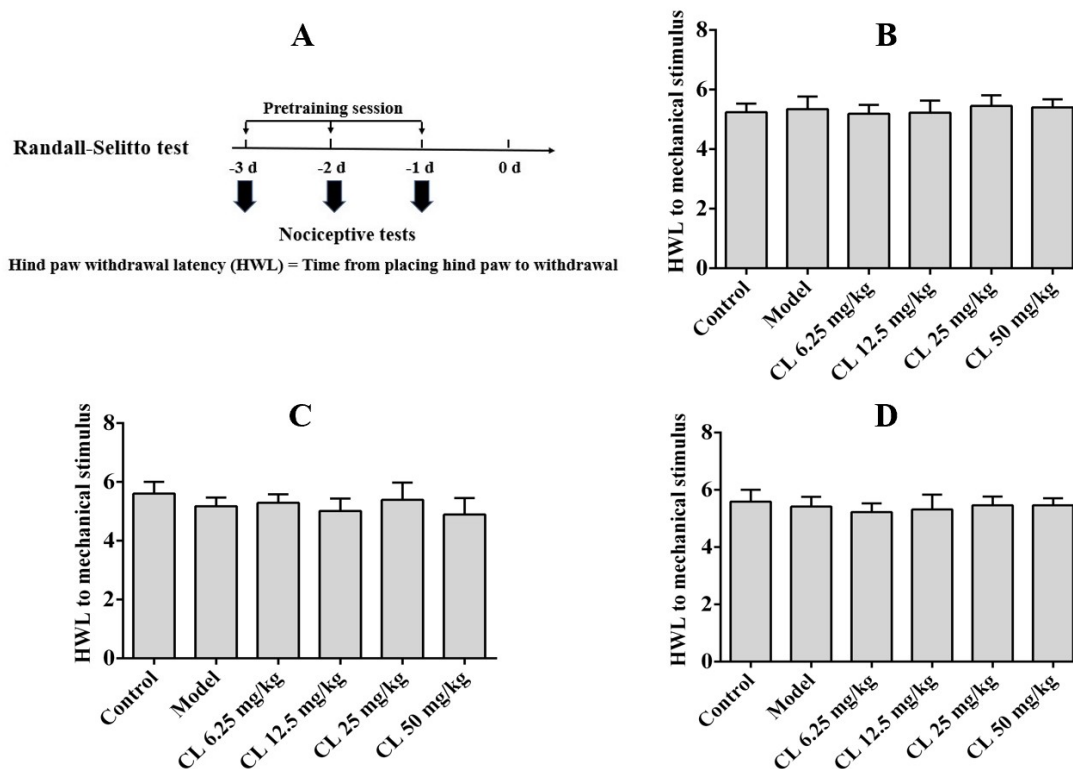 A
Pretraining session
Randall-Selitto test
-3 d -2 d -1 d 0 d
Nociceptive tests
Hind paw withdrawal latency (HWL) = Time from placing hind paw to withdrawal
B
HWL to mechanical stimulus
8
6
4
2
0
Control
Model
CL 6.25 mg/kg
CL 12.5 mg/kg
CL 25 mg/kg
CL 50 mg/kg
C
HWL to mechanical stimulus
8
6
4
2
0
Control
Model
CL 6.25 mg/kg
CL 12.5 mg/kg
CL 25 mg/kg
CL 50 mg/kg
D
HWL to mechanical stimulus
8
6
4
2
0
Control
Model
CL 6.25 mg/kg
CL 12.5 mg/kg
CL 25 mg/kg
CL 50 mg/kg